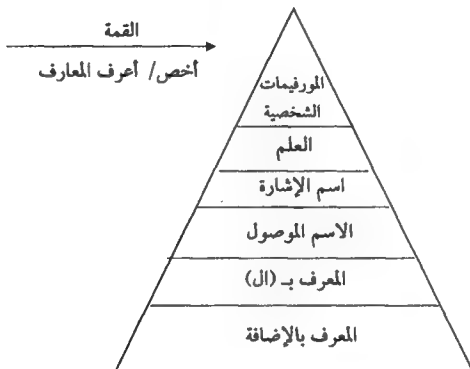 القمة
أخص/ أعرف المعارف
المورفيمات
الشخصية
العلم
اسم الإشارة
الاسم الموصول
المعرف بـ (ال)
المعرف بالإضافة